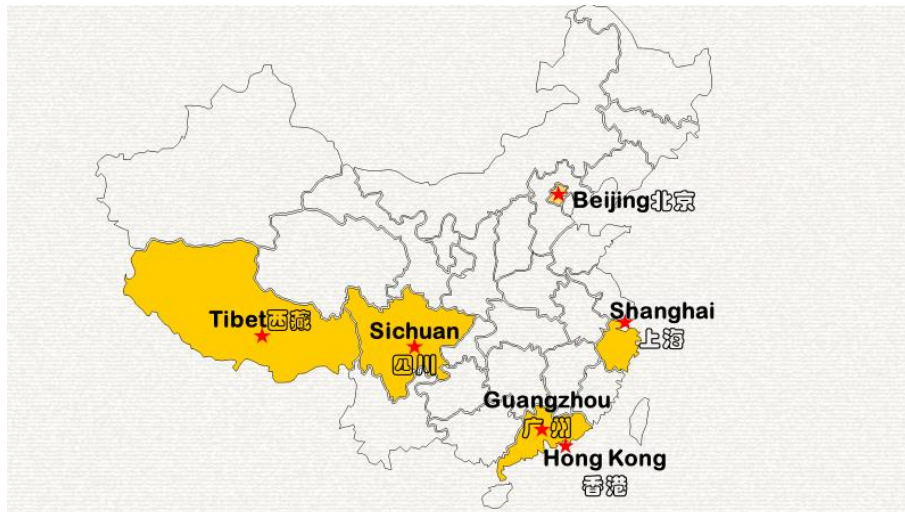 Beijing北京
Shanghai
上海
Tibet西藏
Sichuan
四川
Guangzhou
广州
Hong Kong
香港